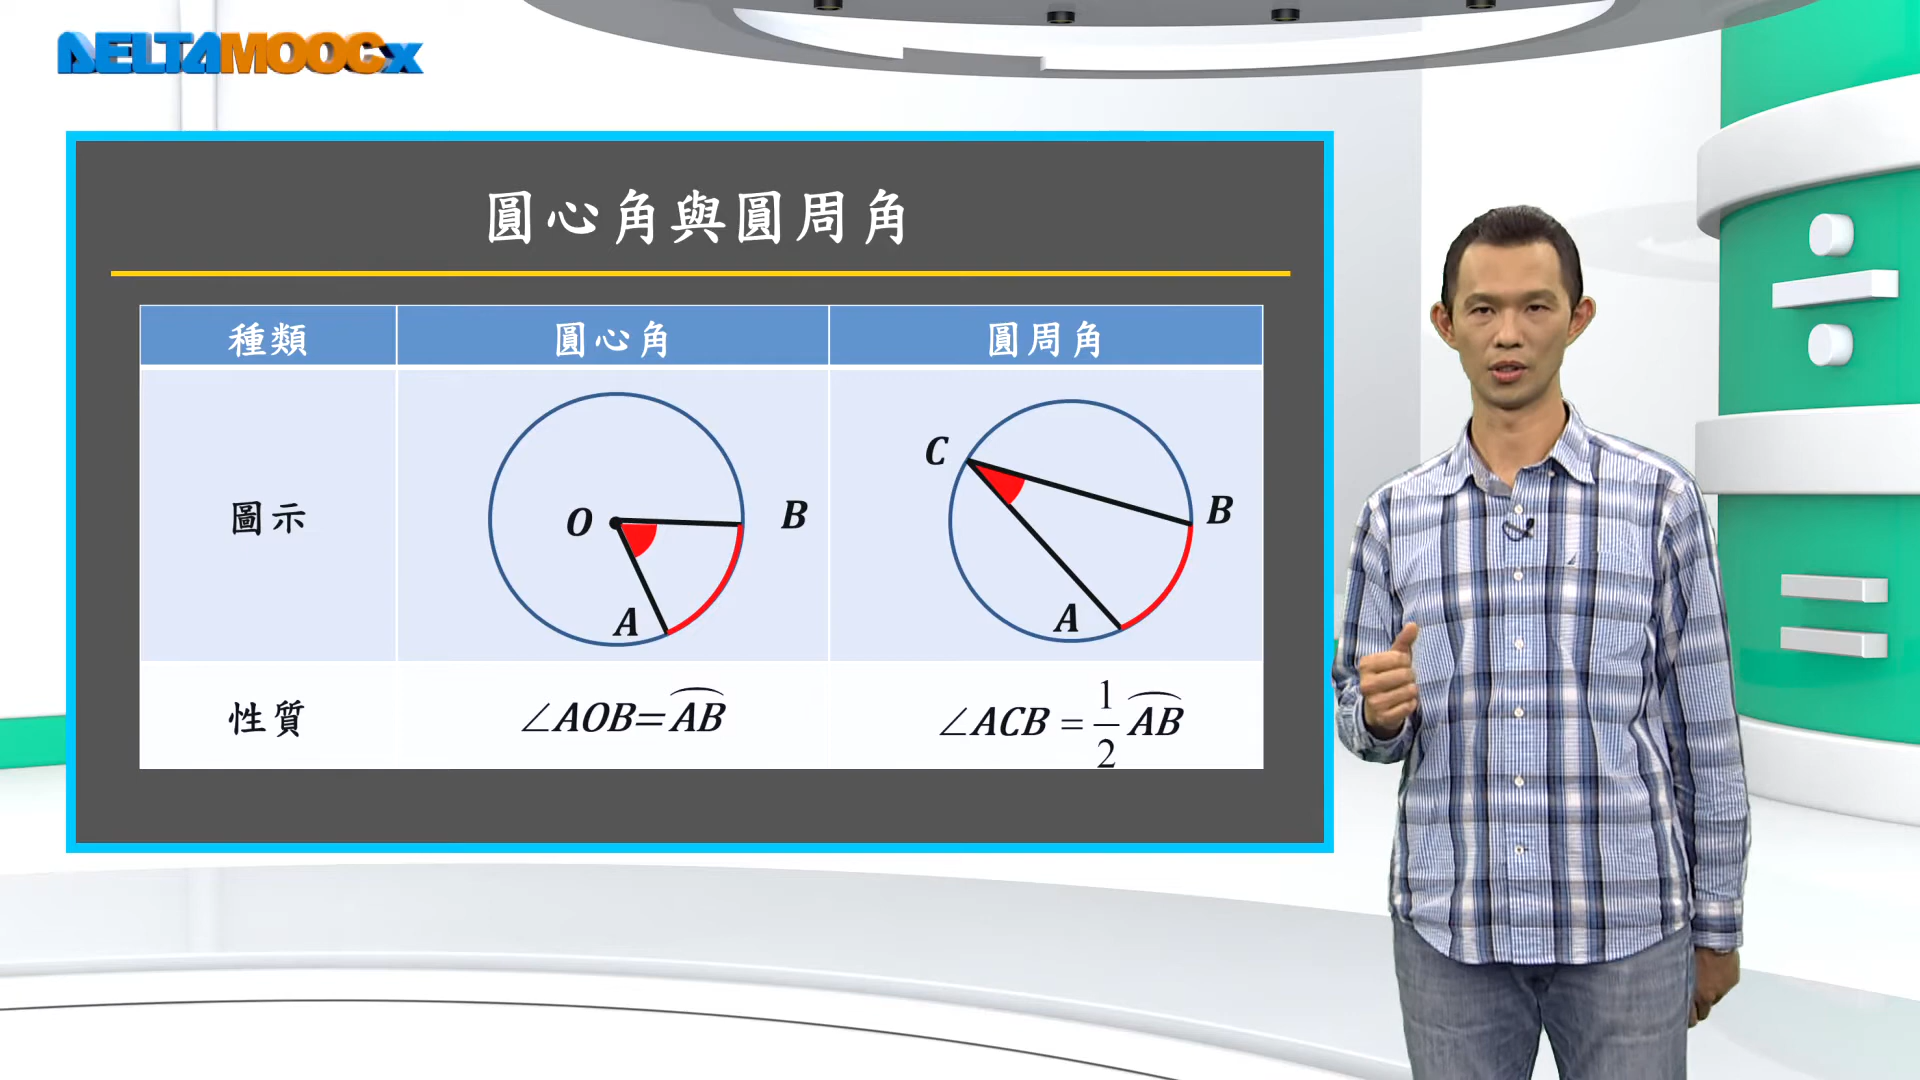 DELTAMOOCx
圓心角與圓周角
種類 圓心角 圓周角
圖示
C
B
O
B
A
A
性質
∠AOB=⌒AB
∠ACB = 1/2 ⌒AB